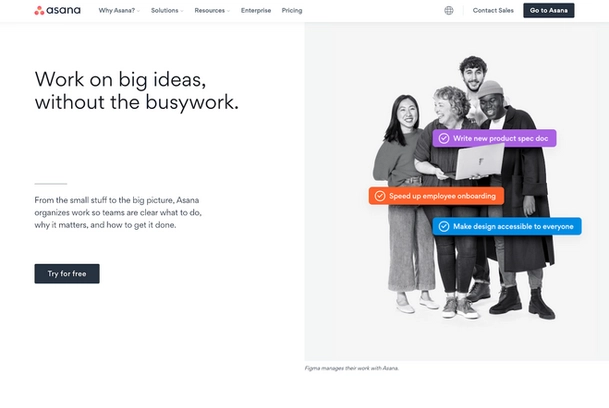 asana
Why Asana?
Solutions
Resources
Enterprise
Pricing
Contact Sales
Go to Asana
Work on big ideas,
without the busywork.
From the small stuff to the big picture, Asana
organizes work so teams are clear what to do,
why it matters, and how to get it done.
Try for free
Write new product spec doc
Speed up employee onboarding
Make design accessible to everyone
Figma manages their work with Asana.